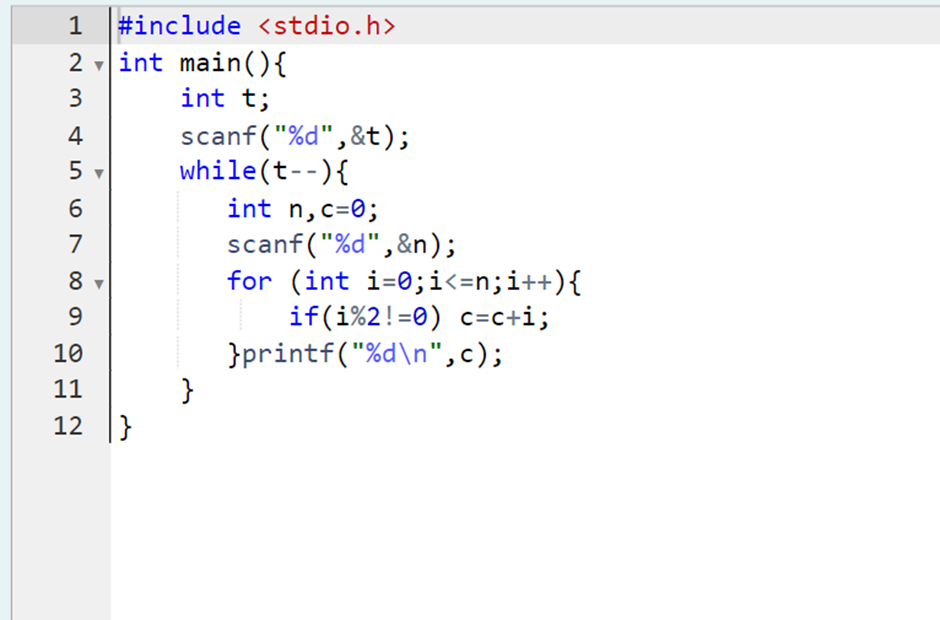 1 #include <stdio.h>
2 int main(){
3     int t;
4     scanf("%d",&t);
5     while(t--){
6        int n,c=0;
7        scanf("%d",&n);
8        for (int i=0;i<=n;i++){
9            if(i%2!=0) c=c+i;
10        }printf("%d\n",c);
11     }
12 }